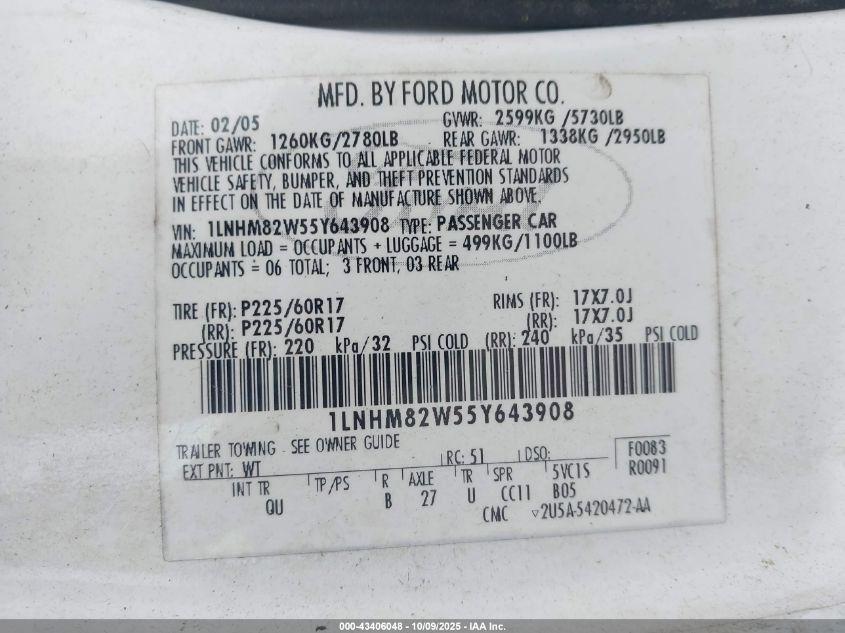 MFD. BY FORD MOTOR CO.
DATE: 02/05 GVWR: 2599KG /5730LB
FRONT GAWR: 1260KG/2780LB REAR GAWR: 1338KG /2950LB
THIS VEHICLE CONFORMS TO ALL APPLICABLE FEDERAL MOTOR
VEHICLE SAFETY, BUMPER, AND THEFT PREVENTION STANDARDS
IN EFFECT ON THE DATE OF MANUFACTURE SHOWN ABOVE.
VIN: 1LNHM82W55Y643908 TYPE: PASSENGER CAR
MAXIMUM LOAD = OCCUPANTS + LUGGAGE = 499KG/1100LB
OCCUPANTS = 06 TOTAL; 3 FRONT, 03 REAR
TIRE (FR): P225/60R17 RIMS (FR): 17X7.0J
(RR): P225/60R17 (RR): 17X7.0J
PRESSURE (FR): 220 kPa/32 PSI COLD (RR): 240 kPa/35 PSI COLD
1LNHM82W55Y643908
TRAILER TOWING - SEE OWNER GUIDE
EXT PNT: WT RC: 51 DSO: F0083
R0091
INT TR TP/PS R AXLE TR SPR 5VC1S
QU B 27 U CC11 B05
CMC ▽2U5A-5420472-AA
000-43406048 - 10/09/2025 - IAA Inc.